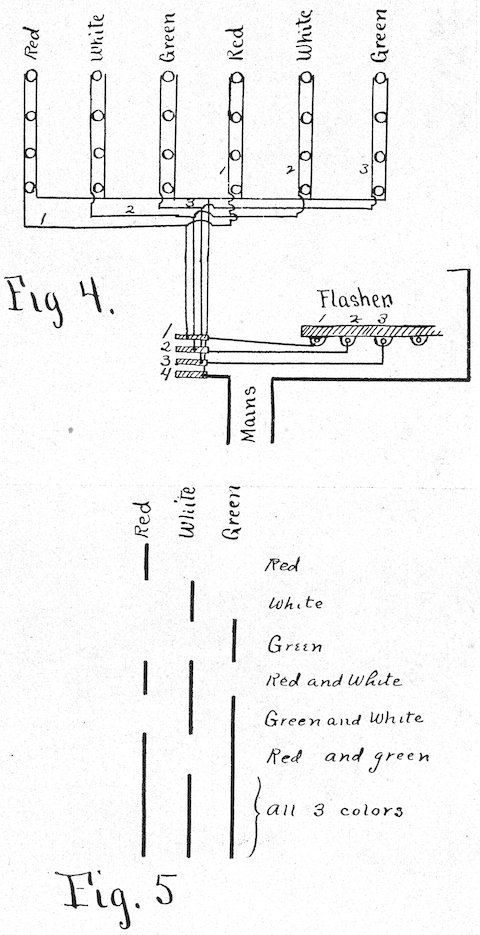 Red White Green Red White Green
1 2 3
1 2 3
Fig 4.
Flasher
1 2 3
1
2
3
4
Mains
Red White Green
Red
White
Green
Red and White
Green and White
Red and green
all 3 colors
Fig. 5